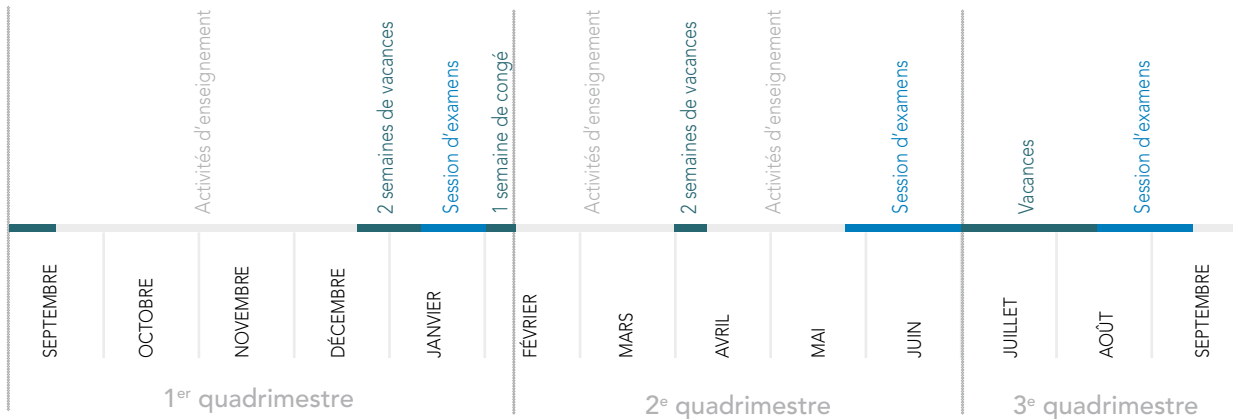 Activités d'enseignement
2 semaines de vacances
Session d'examens
1 semaine de congé
Activités d'enseignement
2 semaines de vacances
Activités d'enseignement
Session d'examens
Vacances
Session d'examens
SEPTEMBRE
OCTOBRE
NOVEMBRE
DÉCEMBRE
JANVIER
FÉVRIER
MARS
AVRIL
MAI
JUIN
JUILLET
AOÛT
SEPTEMBRE
1er quadrimestre
2e quadrimestre
3e quadrimestre